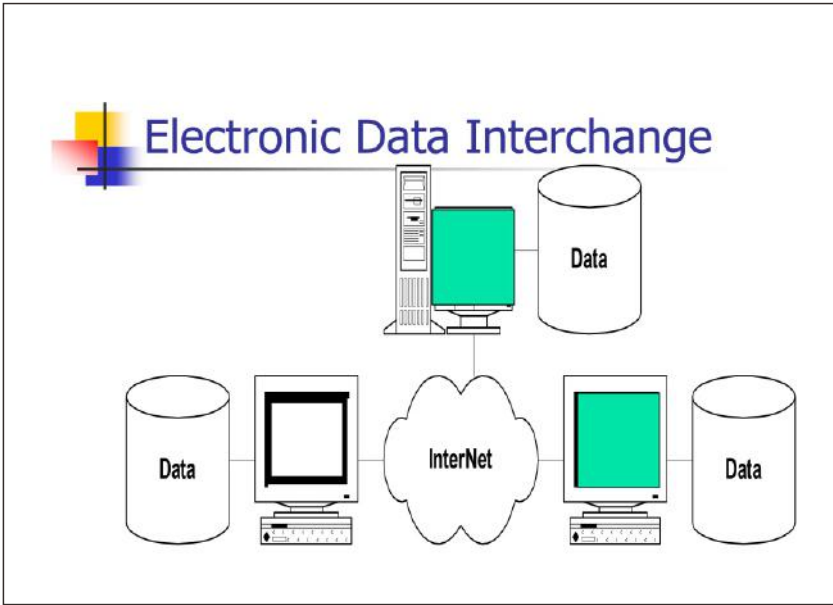 Electronic Data Interchange
Data
Data
InterNet
Data